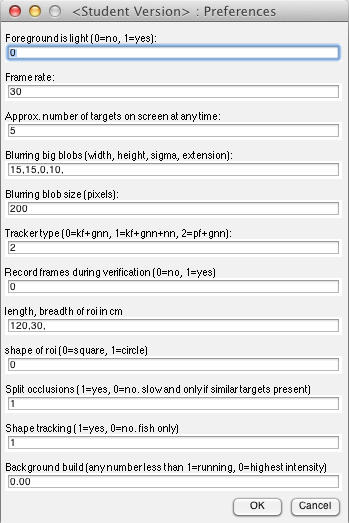 <Student Version> : Preferences
Foreground is light (0=no, 1=yes):
0
Frame rate:
30
Approx. number of targets on screen at any time:
5
Blurring big blobs (width, height, sigma, extension):
15,15,0,10,
Blurring blob size (pixels):
200
Tracker type (0=kf+gnn, 1=kf+gnn+nn, 2=pf+gnn):
2
Record frames during verification (0=no, 1=yes)
0
length, breadth of roi in cm
120,30,
shape of roi (0=square, 1=circle)
0
Split occlusions (1=yes, 0=no. slow and only if similar targets present)
1
Shape tracking (1=yes, 0=no. fish only)
1
Background build (any number less than 1=running, 0=highest intensity)
0.00
OK Cancel